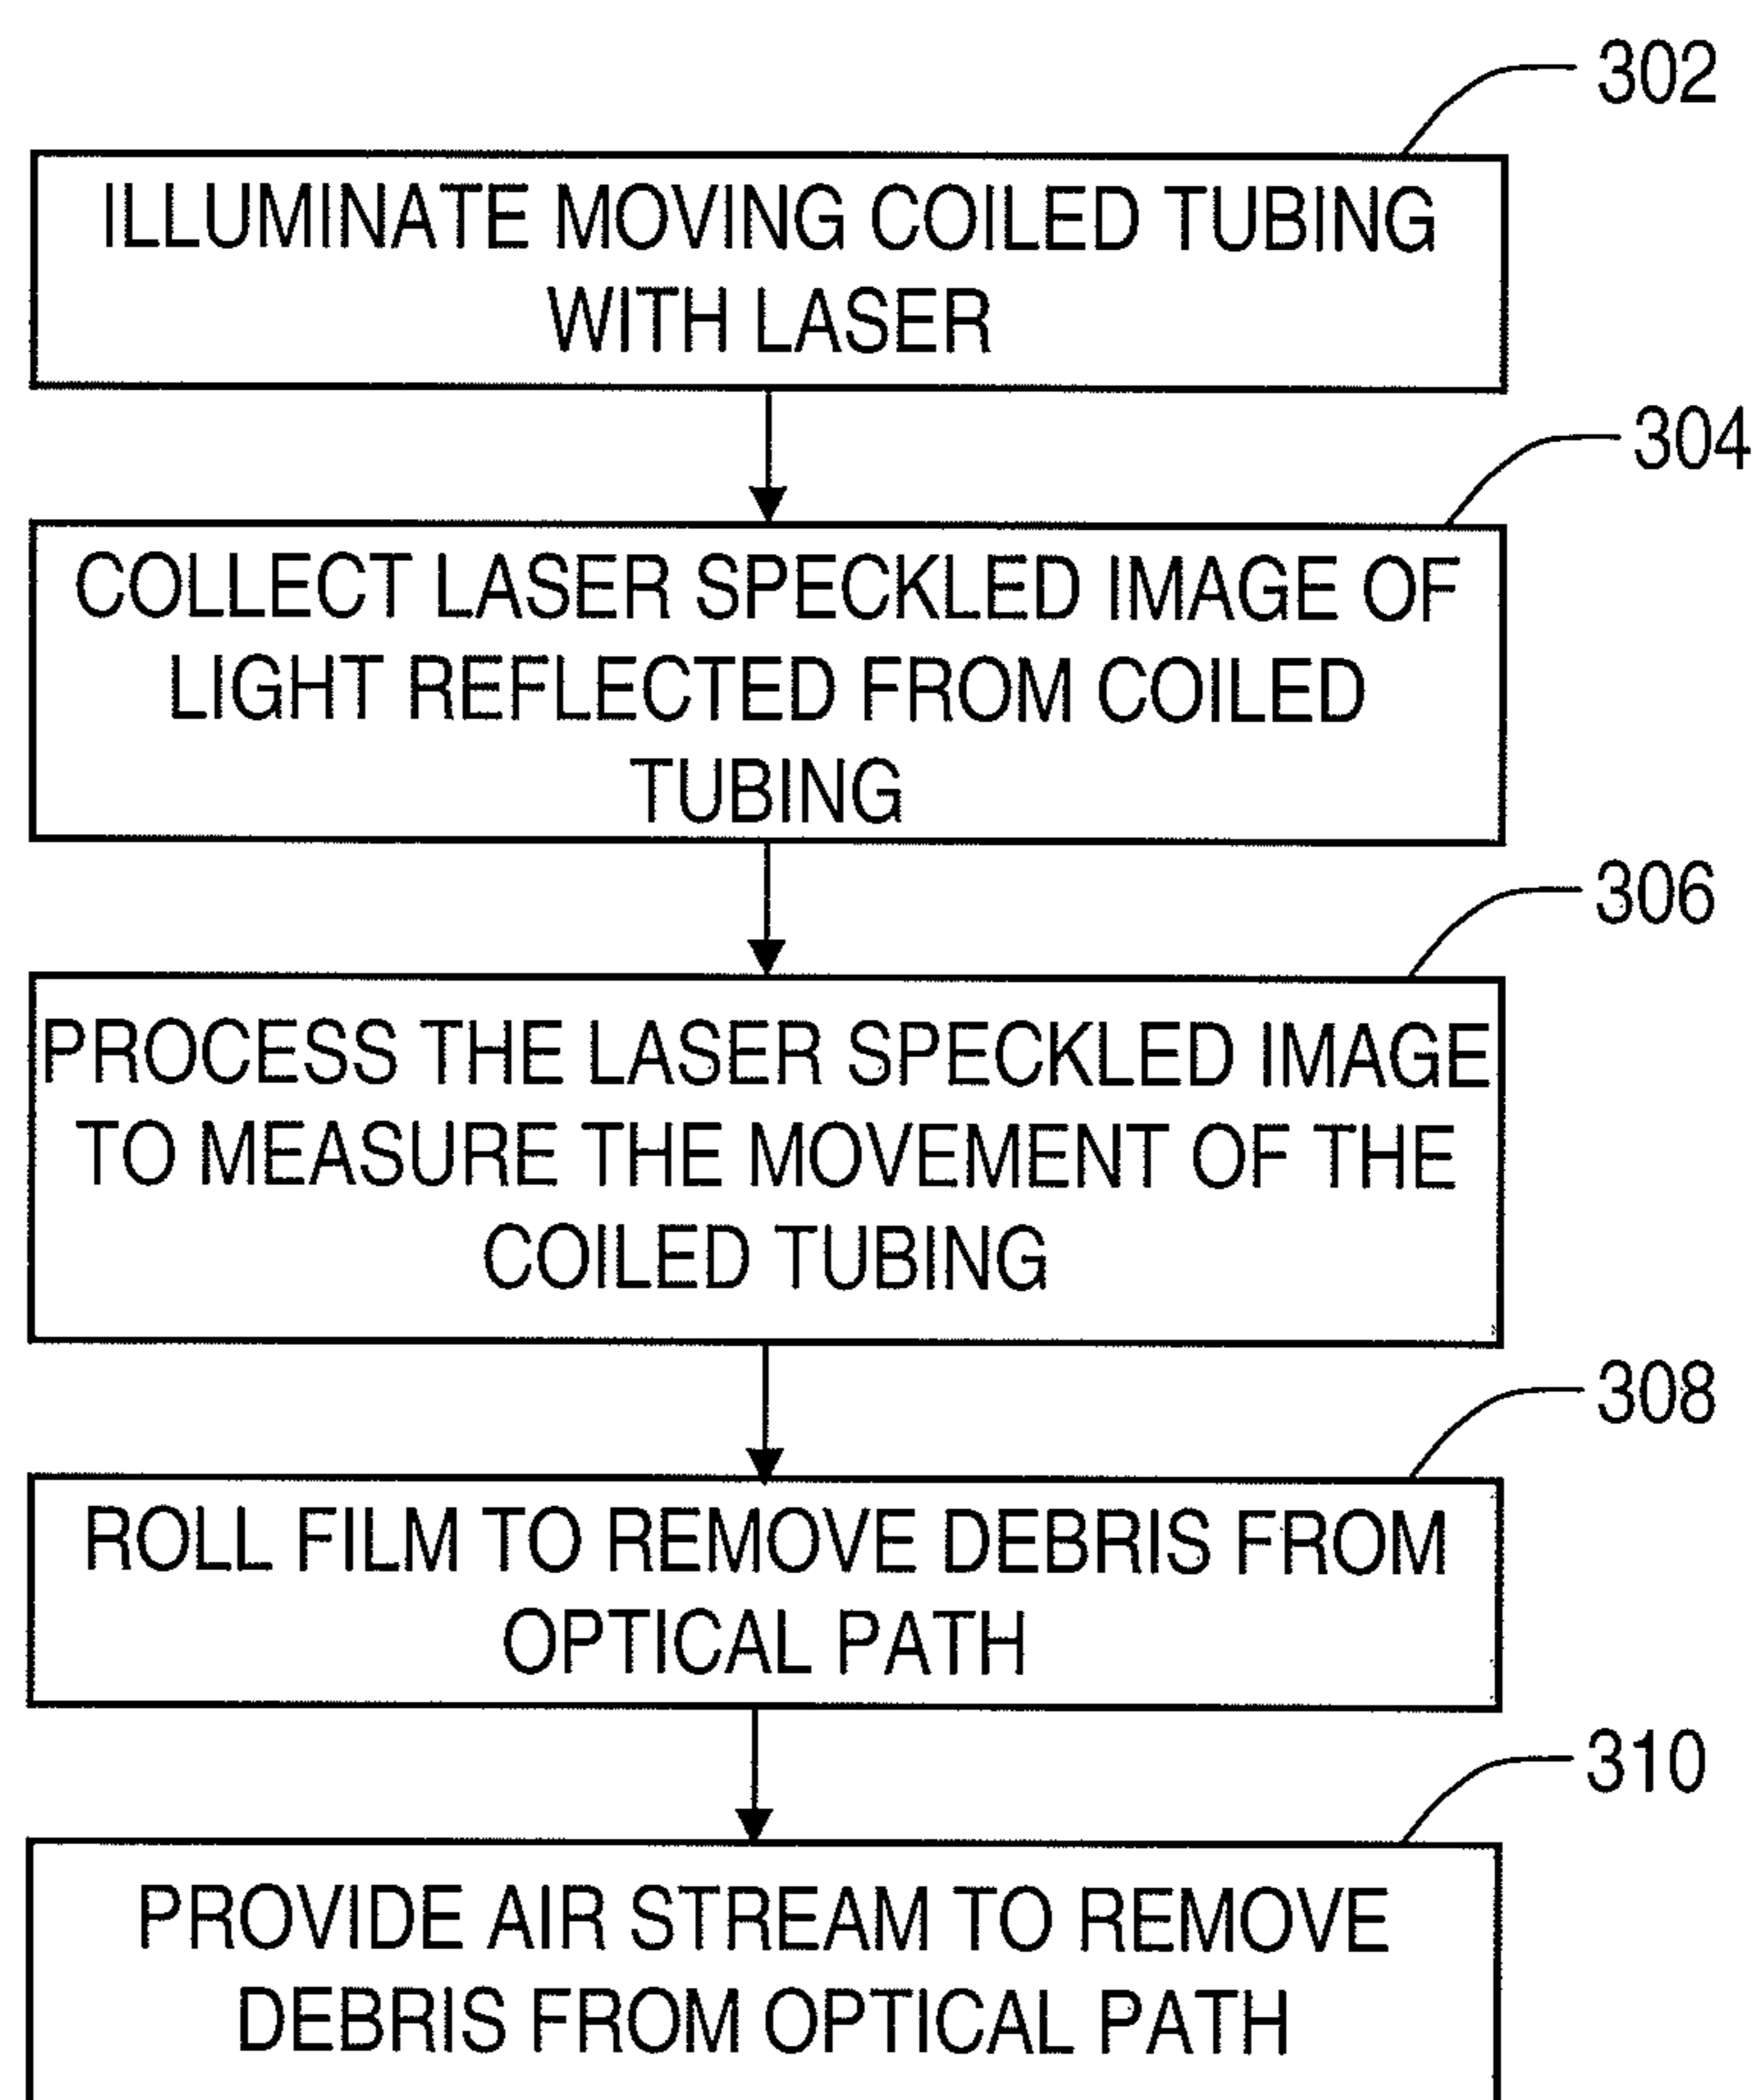 302
ILLUMINATE MOVING COILED TUBING
WITH LASER
304
COLLECT LASER SPECKLED IMAGE OF
LIGHT REFLECTED FROM COILED
TUBING
306
PROCESS THE LASER SPECKLED IMAGE
TO MEASURE THE MOVEMENT OF THE
COILED TUBING
308
ROLL FILM TO REMOVE DEBRIS FROM
OPTICAL PATH
310
PROVIDE AIR STREAM TO REMOVE
DEBRIS FROM OPTICAL PATH